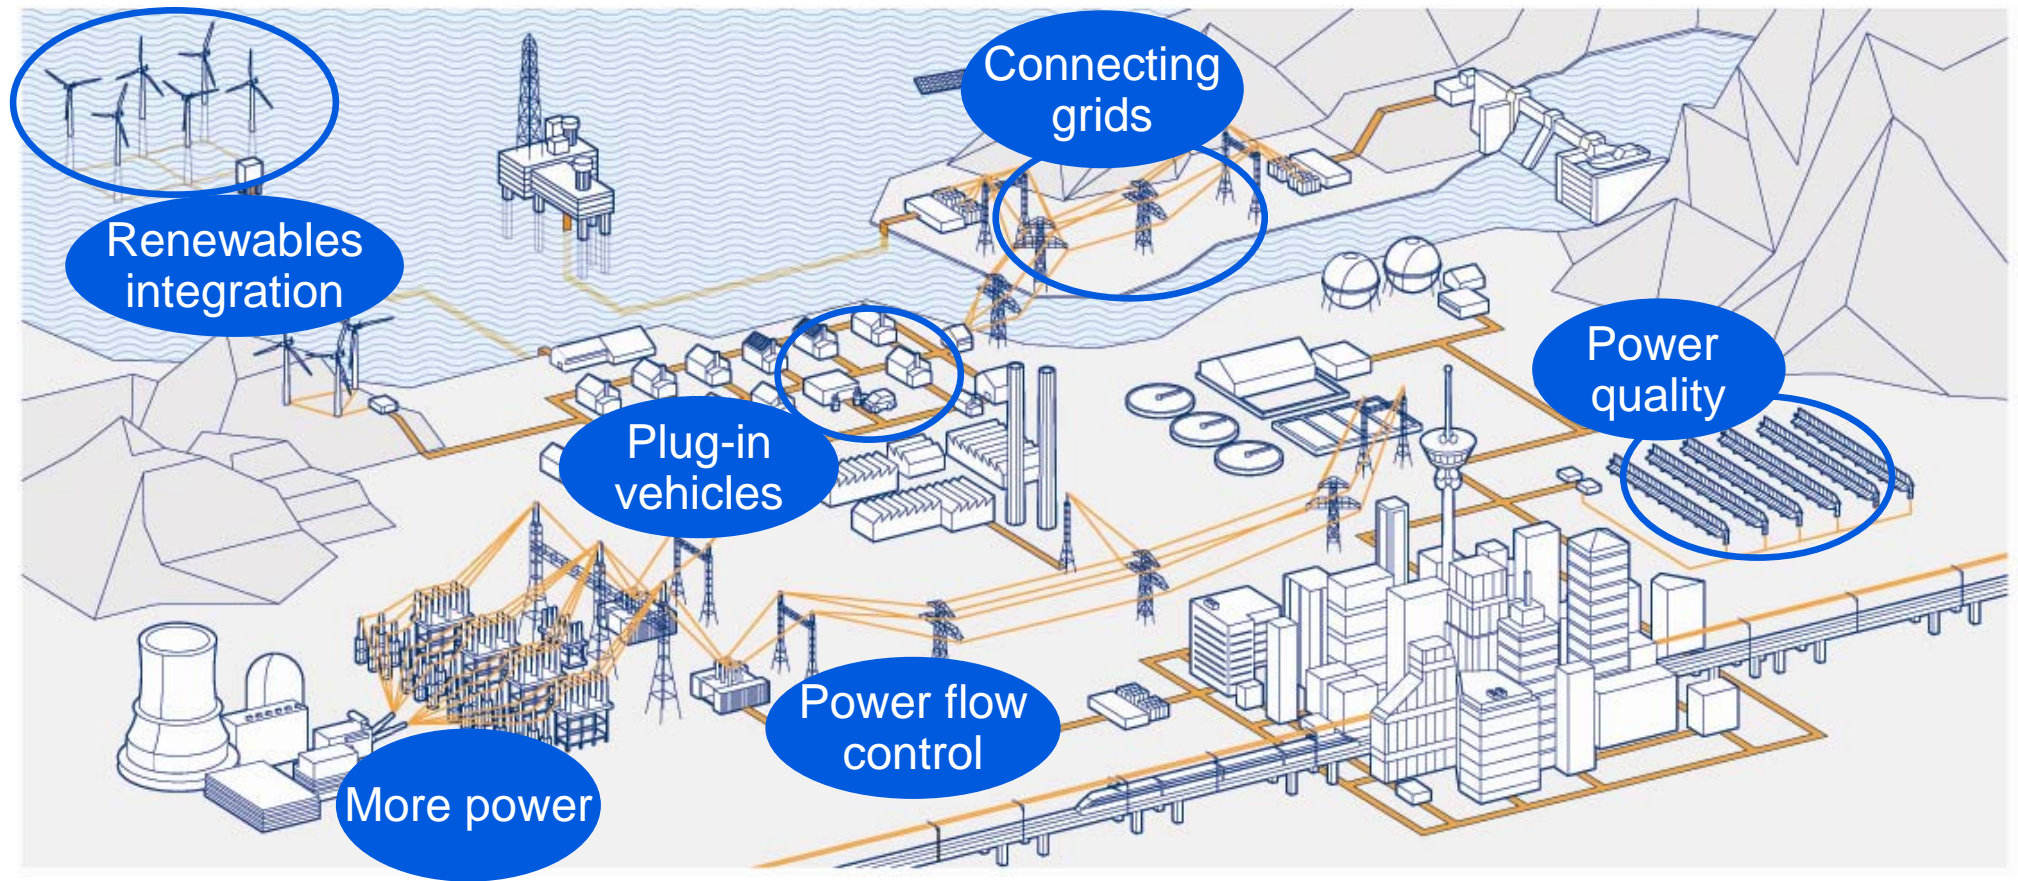 Connecting
grids
Renewables
integration
Power
quality
Plug-in
vehicles
Power flow
control
More power